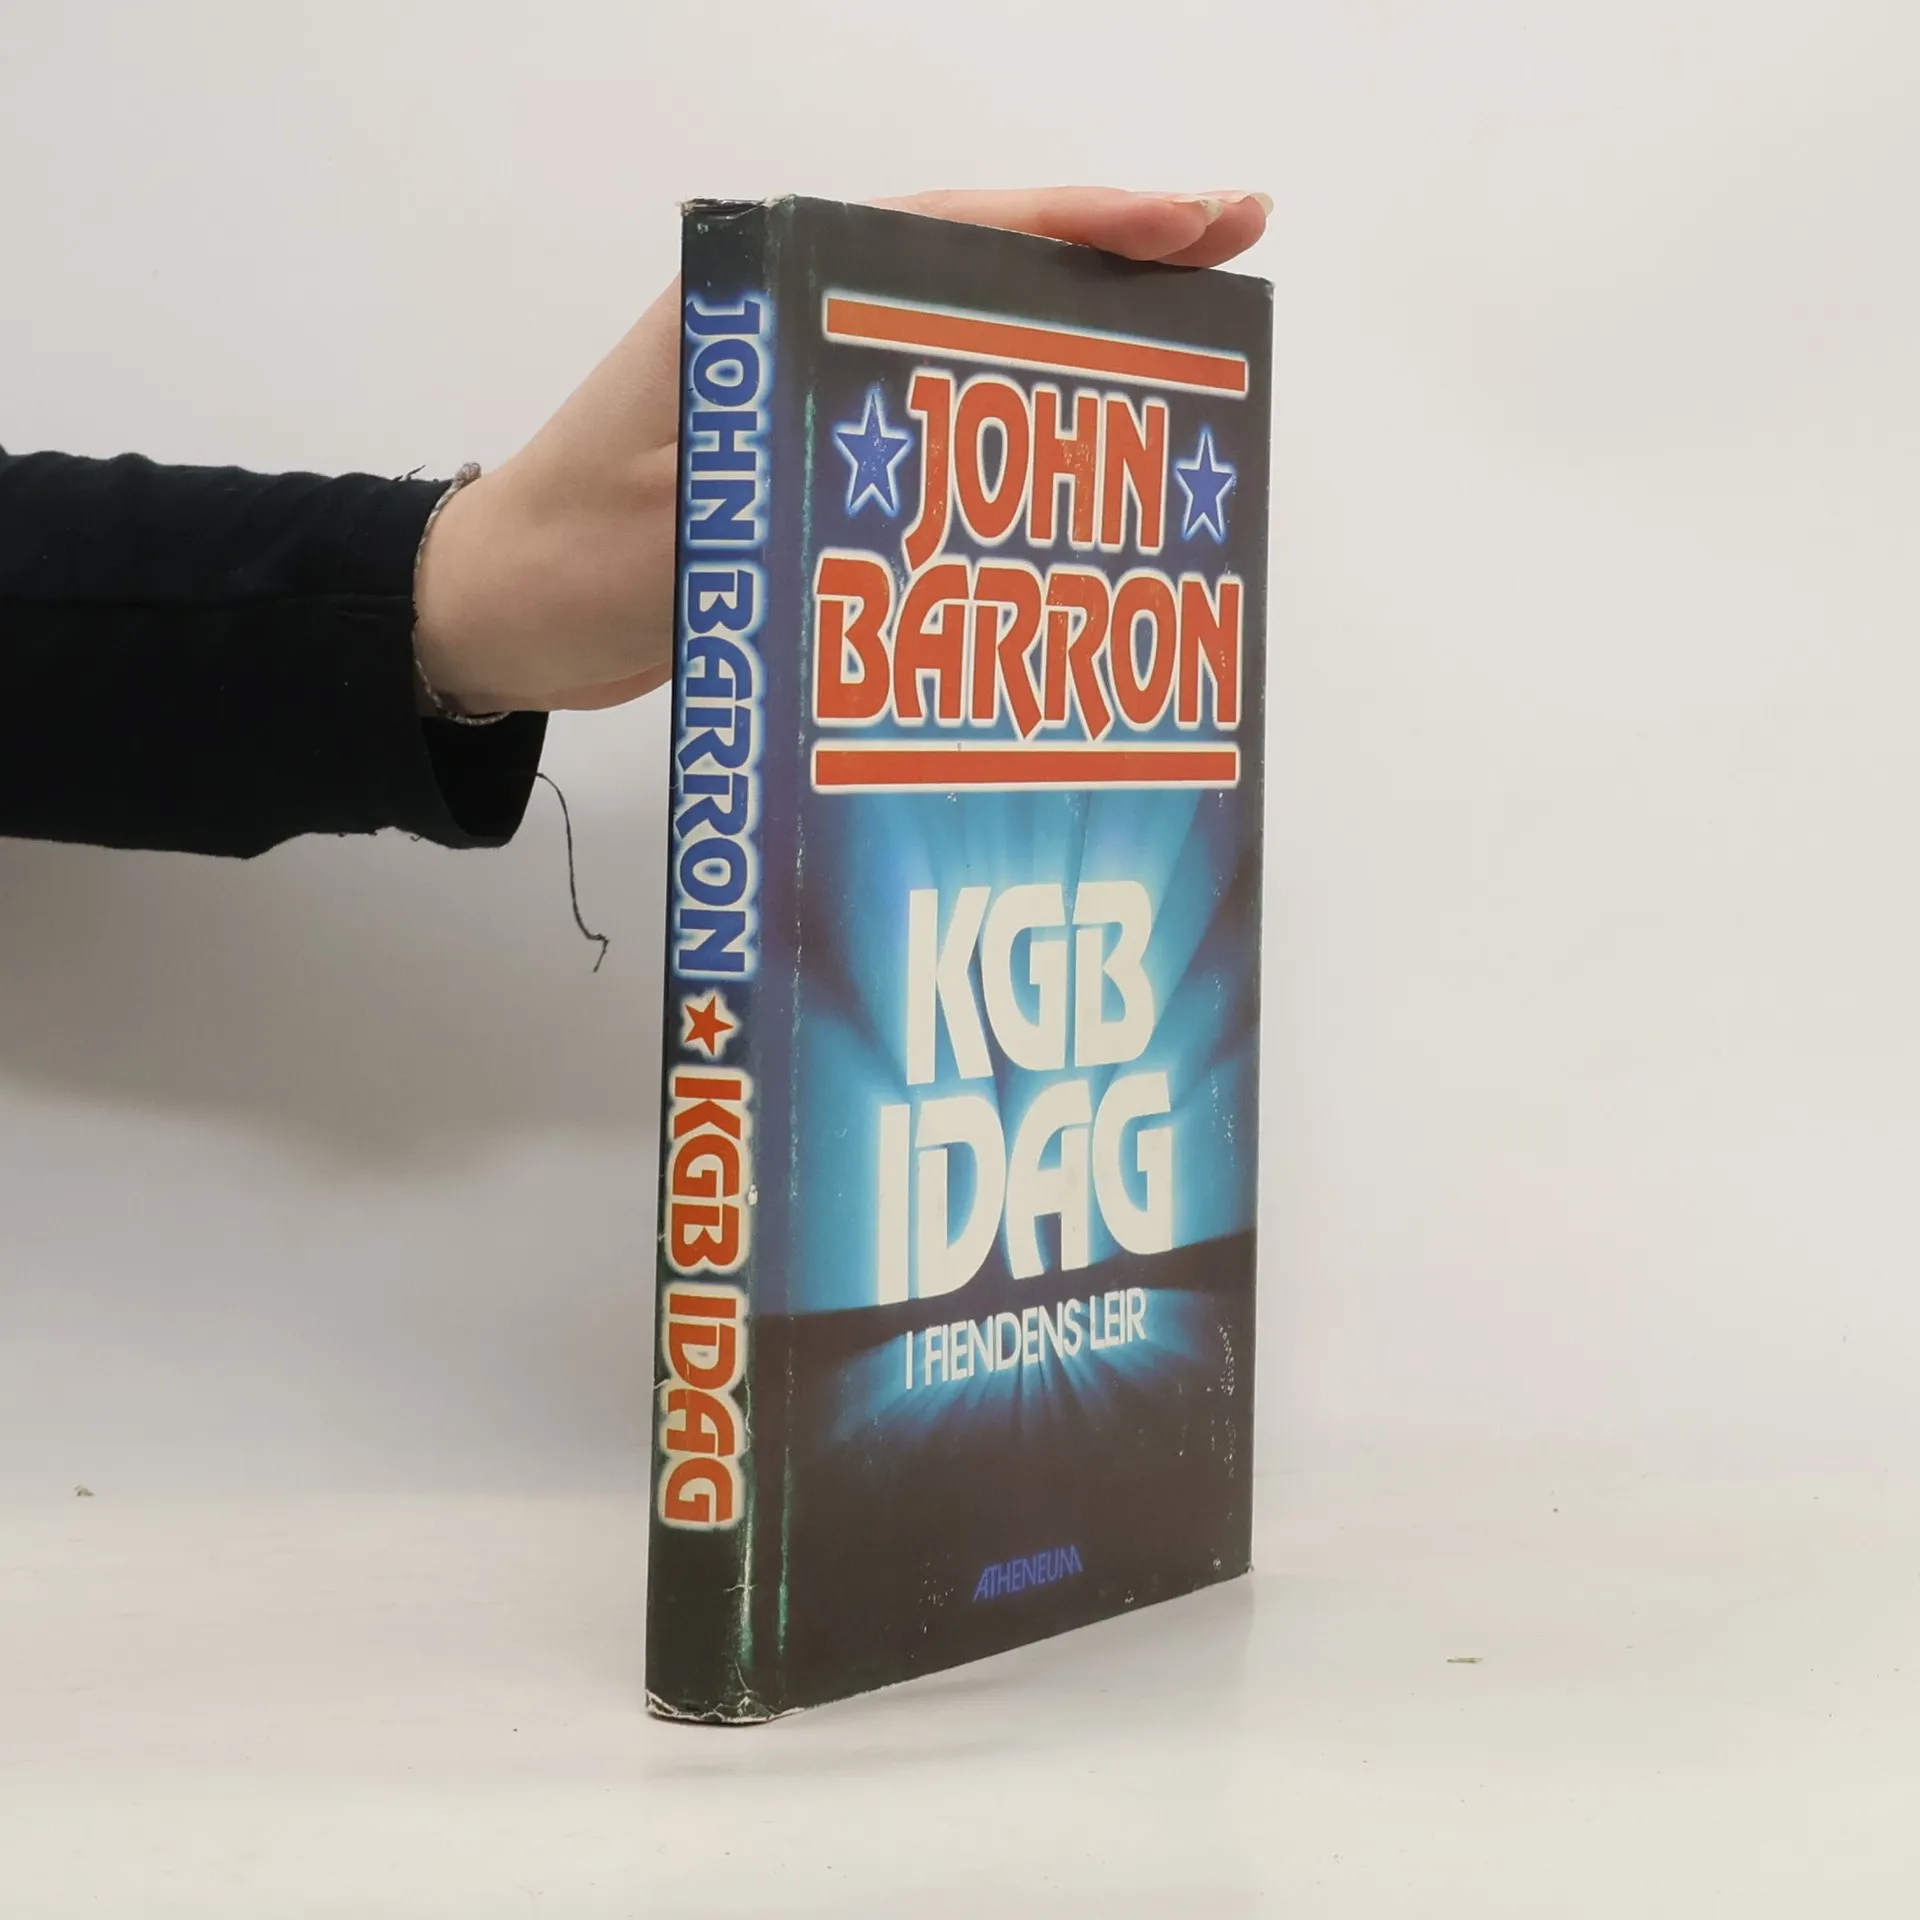 JOHN BARRON ★ KGB IDAG
★ JOHN ★
BARRON
KGB
IDAG
I FIENDENS LEIR
ATHENEUM